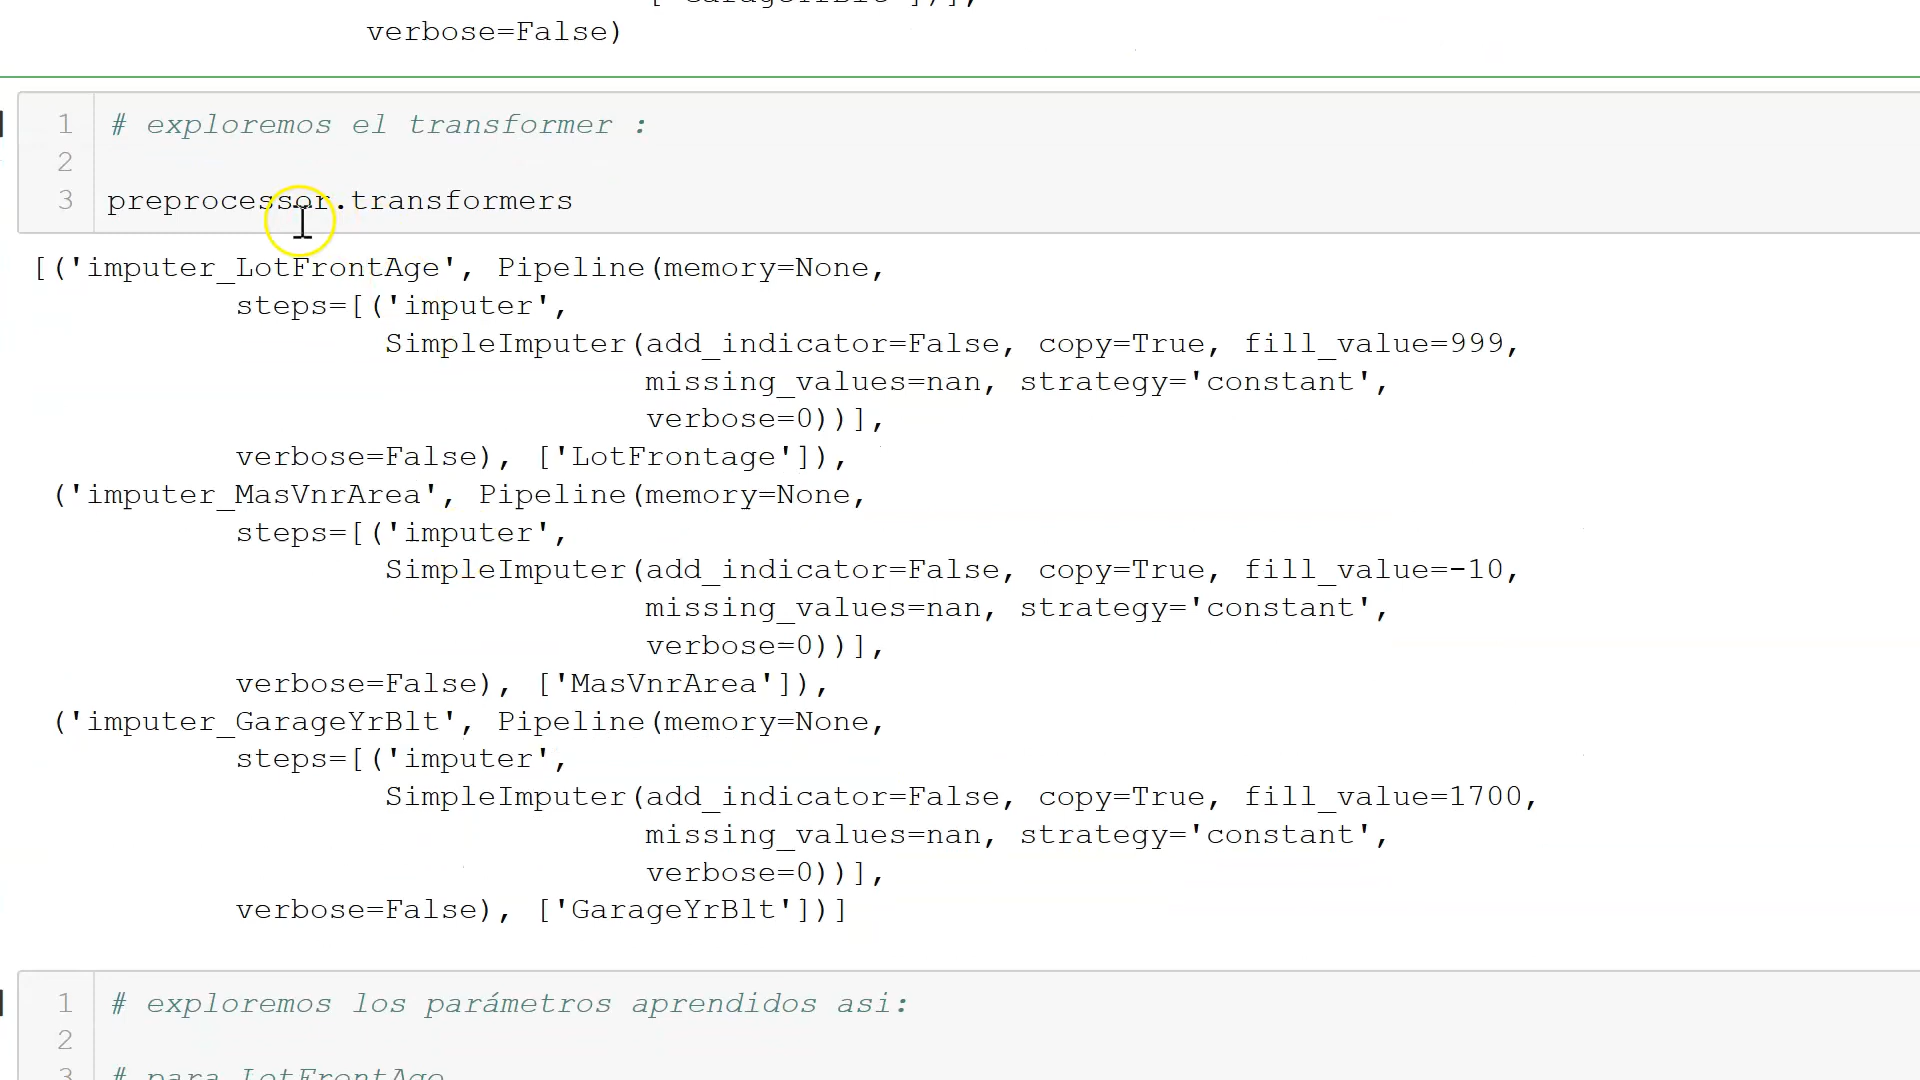 ['GarageYrBlt'])],
verbose=False)
1 # exploremos el transformer :
2
3 preprocessor.transformers
[('imputer_LotFrontAge', Pipeline(memory=None,
steps=[('imputer',
SimpleImputer(add_indicator=False, copy=True, fill_value=999,
missing_values=nan, strategy='constant',
verbose=0))],
verbose=False), ['LotFrontage']),
('imputer_MasVnrArea', Pipeline(memory=None,
steps=[('imputer',
SimpleImputer(add_indicator=False, copy=True, fill_value=-10,
missing_values=nan, strategy='constant',
verbose=0))],
verbose=False), ['MasVnrArea']),
('imputer_GarageYrBlt', Pipeline(memory=None,
steps=[('imputer',
SimpleImputer(add_indicator=False, copy=True, fill_value=1700,
missing_values=nan, strategy='constant',
verbose=0))],
verbose=False), ['GarageYrBlt'])]
1 # exploremos los parámetros aprendidos asi:
2
3 # para LotFrontAge